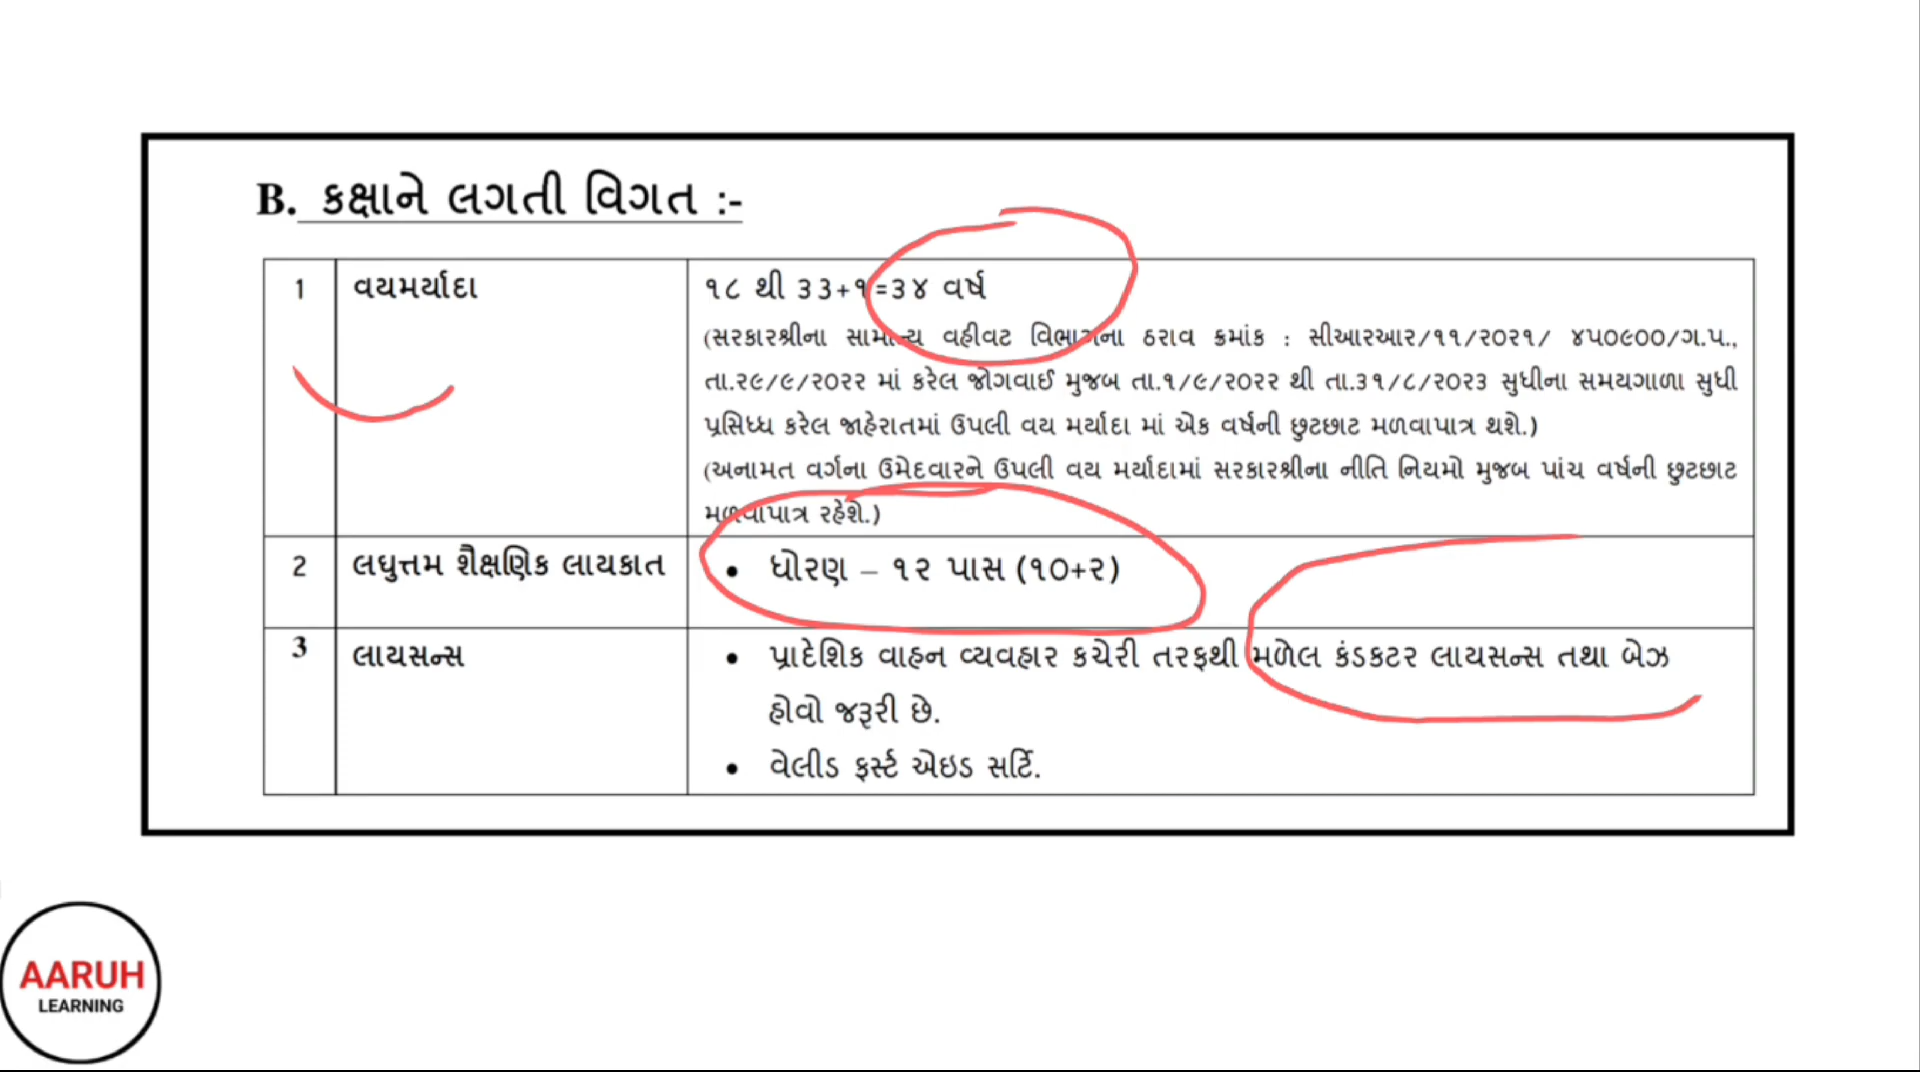 B. કક્ષાને લગતી વિગત :-
1 વયમર્યાદા ૧૮ થી ૩૩+૧=૩૪ વર્ષ
(સરકારશ્રીના સામાન્ય વહીવટ વિભાગના ઠરાવ ક્રમાંક : સીઆરઆર/૧૧/૨૦૨૧/ ૪૫૦૯૦૦/ગ.પ.,
તા.૨૯/૯/૨૦૨૨ માં કરેલ જોગવાઈ મુજબ તા.૧/૯/૨૦૨૨ થી તા.૩૧/૮/૨૦૨૩ સુધીના સમયગાળા સુધી
પ્રસિધ્ધ કરેલ જાહેરાતમાં ઉપલી વય મર્યાદા માં એક વર્ષની છુટછાટ મળવાપાત્ર થશે.)
(અનામત વર્ગના ઉમેદવારને ઉપલી વય મર્યાદામાં સરકારશ્રીના નીતિ નિયમો મુજબ પાંચ વર્ષની છુટછાટ
મળવાપાત્ર રહેશે.)
2 લઘુત્તમ શૈક્ષણિક લાયકાત • ધોરણ – ૧૨ પાસ (૧૦+૨)
3 લાયસન્સ • પ્રાદેશિક વાહન વ્યવહાર કચેરી તરફથી મળેલ કંડકટર લાયસન્સ તથા બેઝ
હોવો જરૂરી છે.
• વેલીડ ફર્સ્ટ એઇડ સર્ટિ.
AARUH
LEARNING